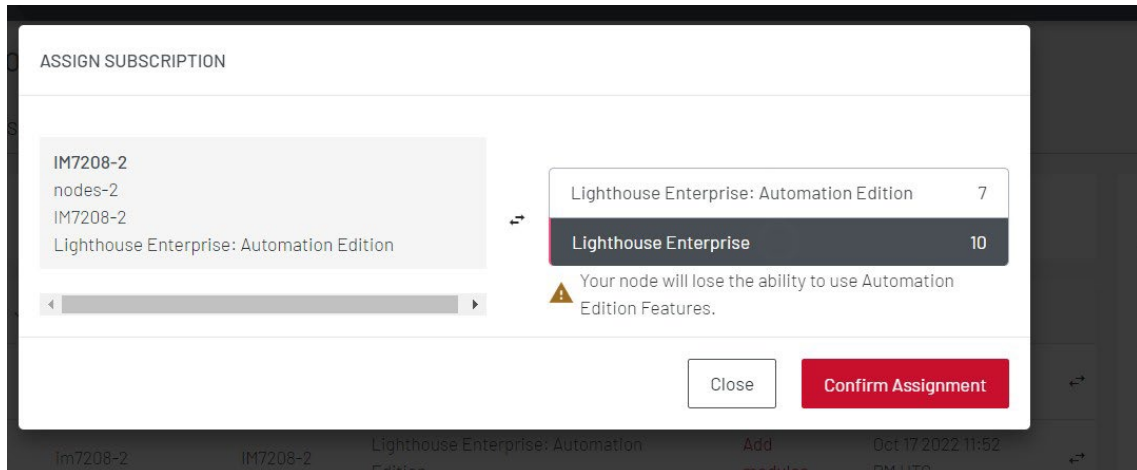 ASSIGN SUBSCRIPTION
IM7208-2
nodes-2
IM7208-2
Lighthouse Enterprise: Automation Edition
Lighthouse Enterprise: Automation Edition 7
Lighthouse Enterprise 10
Your node will lose the ability to use Automation
Edition Features.
Close
Confirm Assignment
Im7208-2 IM7208-2 Lighthouse Enterprise: Automation Add Oct 17 2022 11:52